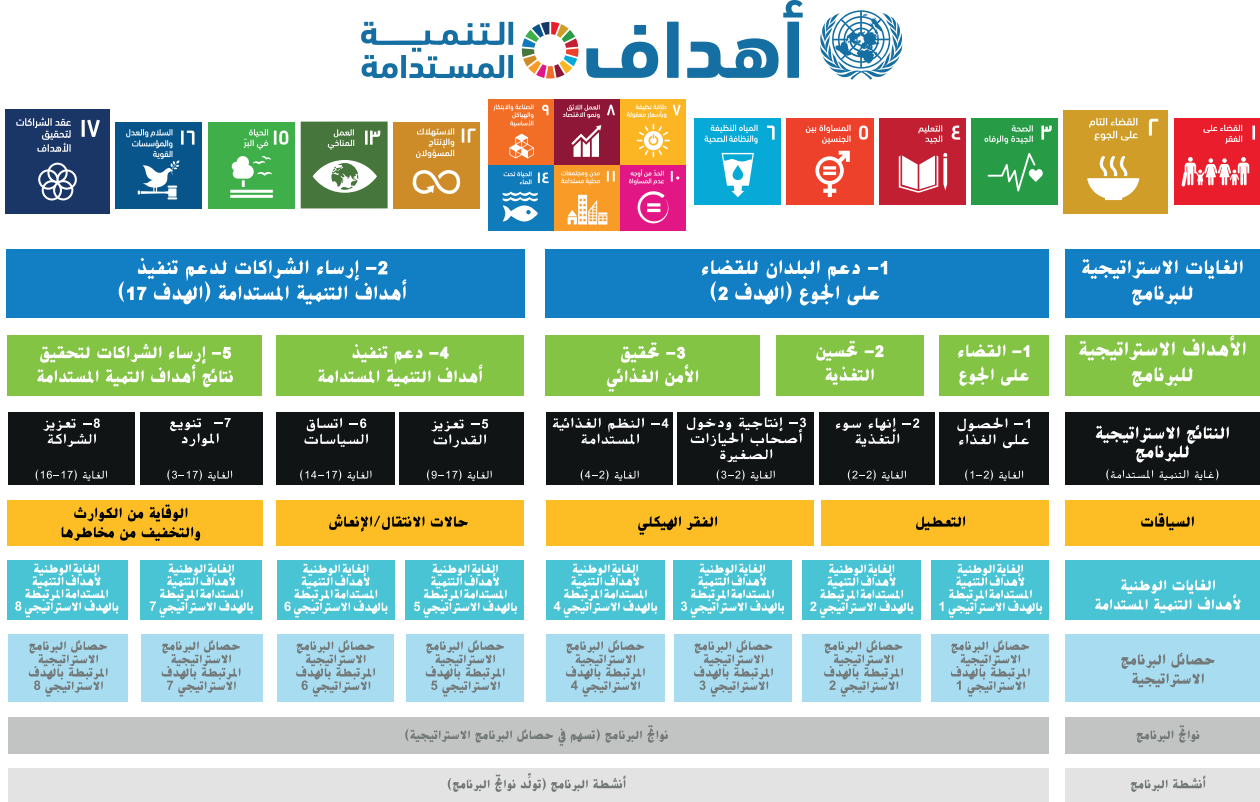 أهداف
التنميــة
المستدامة
١
القضاء على
الفقر
٢
القضاء التام
على الجوع
٣
الصحة
الجيدة والرفاه
٤
التعليم
الجيد
٥
المساواة بين
الجنسين
٦
المياه النظيفة
والنظافة الصحية
٧
طاقة نظيفة
وبأسعار معقولة
٨
العمل اللائق
ونمو الاقتصاد
٩
الصناعة والابتكار
والهياكل
الأساسية
١٠
الحدّ من أوجه
عدم المساواة
١١
مدن ومجتمعات
محلية مستدامة
١٤
الحياة تحت
الماء
١٢
الاستهلاك
والإنتاج
المسؤولان
١٣
العمل
المناخي
١٥
الحياة
في البرّ
١٦
السلام والعدل
والمؤسسات
القوية
١٧
عقد الشراكات
لتحقيق
الأهداف
الغايات الاستراتيجية
للبرنامج
1– دعم البلدان للقضاء
على الجوع (الهدف 2)
2– إرساء الشراكات لدعم تنفيذ
أهداف التنمية المستدامة (الهدف 17)
الأهداف الاستراتيجية
للبرنامج
1– القضاء
على الجوع
2– تحسين
التغذية
3– تحقيق
الأمن الغذائي
4– دعم تنفيذ
أهداف التنمية المستدامة
5– إرساء الشراكات لتحقيق
نتائج أهداف التمية المستدامة
النتائج الاستراتيجية
للبرنامج
(غاية التنمية المستدامة)
1– الحصول
على الغذاء
الغاية (2–1)
2– إنهاء سوء
التغذية
الغاية (2–2)
3– إنتاجية ودخول
أصحاب الحيازات
الصغيرة
الغاية (2–3)
4– النظم الغذائية
المستدامة
الغاية (2–4)
5– تعزيز
القدرات
الغاية (17–9)
6– اتساق
السياسات
الغاية (17–14)
7– تنويع
الموارد
الغاية (17–3)
8– تعزيز
الشراكة
الغاية (17–16)
السياقات
التعطيل
الفقر الهيكلي
حالات الانتقال/الإنعاش
الوقاية من الكوارث
والتخفيف من مخاطرها
الغايات الوطنية
لأهداف التنمية المستدامة
الغاية الوطنية
لأهداف التنمية
المستدامة المرتبطة
بالهدف الاستراتيجي 1
الغاية الوطنية
لأهداف التنمية
المستدامة المرتبطة
بالهدف الاستراتيجي 2
الغاية الوطنية
لأهداف التنمية
المستدامة المرتبطة
بالهدف الاستراتيجي 3
الغاية الوطنية
لأهداف التنمية
المستدامة المرتبطة
بالهدف الاستراتيجي 4
الغاية الوطنية
لأهداف التنمية
المستدامة المرتبطة
بالهدف الاستراتيجي 5
الغاية الوطنية
لأهداف التنمية
المستدامة المرتبطة
بالهدف الاستراتيجي 6
الغاية الوطنية
لأهداف التنمية
المستدامة المرتبطة
بالهدف الاستراتيجي 7
الغاية الوطنية
لأهداف التنمية
المستدامة المرتبطة
بالهدف الاستراتيجي 8
حصائل البرنامج
الاستراتيجية
حصائل البرنامج
الاستراتيجية
المرتبطة بالهدف
الاستراتيجي 1
حصائل البرنامج
الاستراتيجية
المرتبطة بالهدف
الاستراتيجي 2
حصائل البرنامج
الاستراتيجية
المرتبطة بالهدف
الاستراتيجي 3
حصائل البرنامج
الاستراتيجية
المرتبطة بالهدف
الاستراتيجي 4
حصائل البرنامج
الاستراتيجية
المرتبطة بالهدف
الاستراتيجي 5
حصائل البرنامج
الاستراتيجية
المرتبطة بالهدف
الاستراتيجي 6
حصائل البرنامج
الاستراتيجية
المرتبطة بالهدف
الاستراتيجي 7
حصائل البرنامج
الاستراتيجية
المرتبطة بالهدف
الاستراتيجي 8
نواتج البرنامج
نواتج البرنامج (تسهم في حصائل البرنامج الاستراتيجية)
أنشطة البرنامج
أنشطة البرنامج (تولّد نواتج البرنامج)